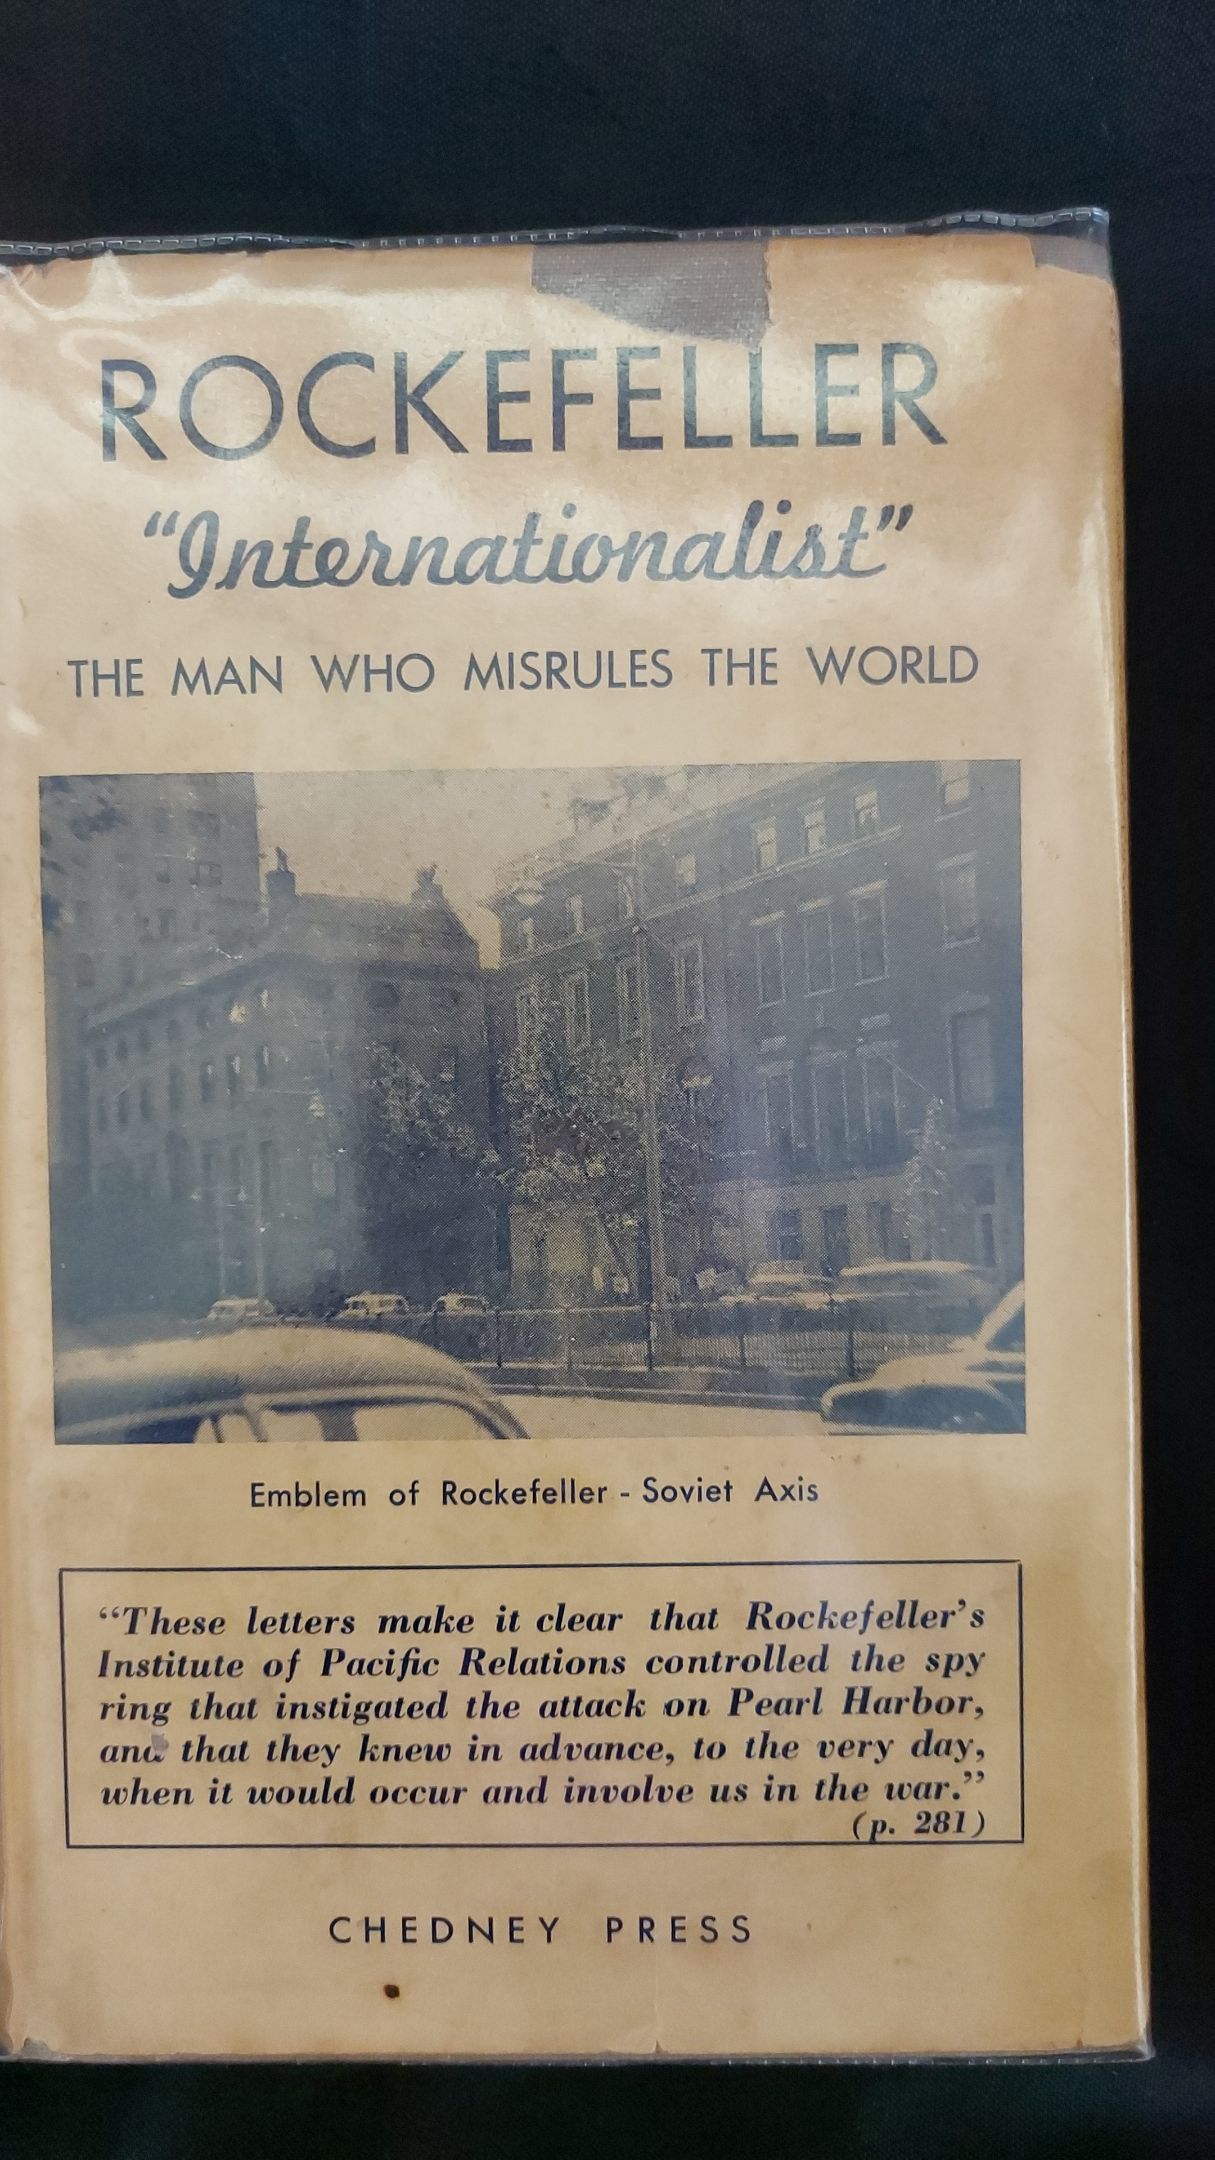 ROCKEFELLER
“Internationalist”
THE MAN WHO MISRULES THE WORLD
Emblem of Rockefeller - Soviet Axis
“These letters make it clear that Rockefeller’s
Institute of Pacific Relations controlled the spy
ring that instigated the attack on Pearl Harbor,
and that they knew in advance, to the very day,
when it would occur and involve us in the war.”
(p. 281)
CHEDNEY PRESS